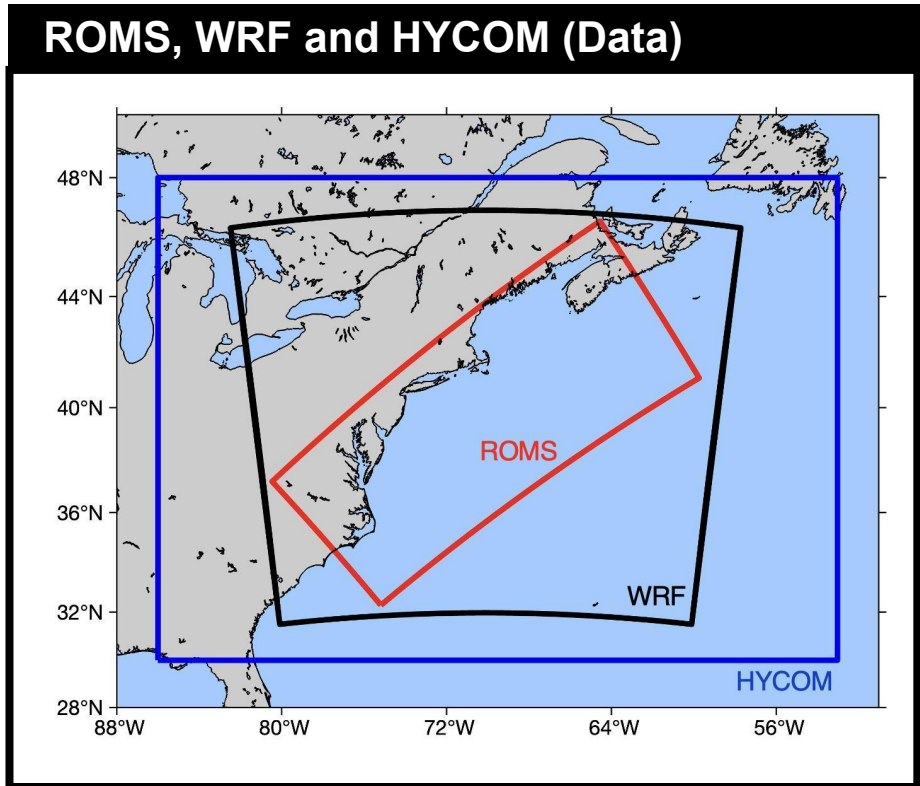 ROMS, WRF and HYCOM (Data)
48°N
44°N
40°N
ROMS
36°N
WRF
32°N
HYCOM
28°N
88°W 80°W 72°W 64°W 56°W